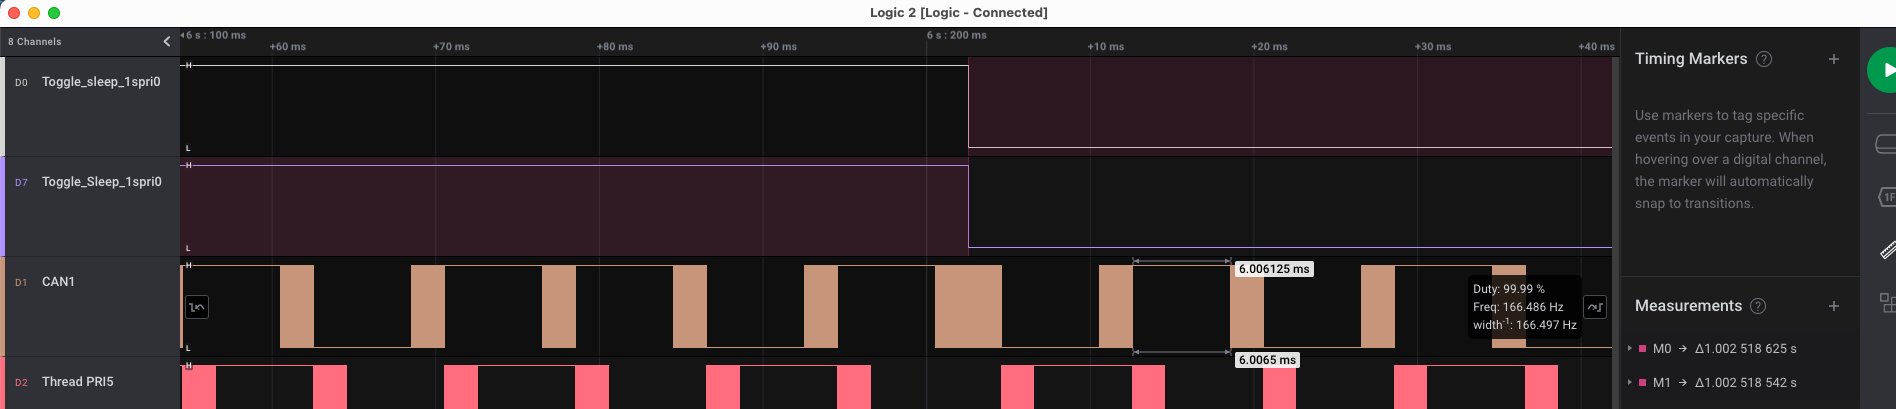 Logic 2 [Logic - Connected]
8 Channels
6 s : 100 ms
6 s : 200 ms
+60 ms
+70 ms
+80 ms
+90 ms
+10 ms
+20 ms
+30 ms
+40 ms
D0 Toggle_sleep_1spri0
H
L
D7 Toggle_Sleep_1spri0
H
L
D1 CAN1
H
L
6.006125 ms
Duty: 99.99 %
Freq: 166.486 Hz
width⁻¹: 166.497 Hz
6.0065 ms
D2 Thread PRI5
H
Timing Markers ? +
Use markers to tag specific
events in your capture. When
hovering over a digital channel,
the marker will automatically
snap to transitions.
Measurements ? +
M0 → Δ1.002 518 625 s
M1 → Δ1.002 518 542 s
1F